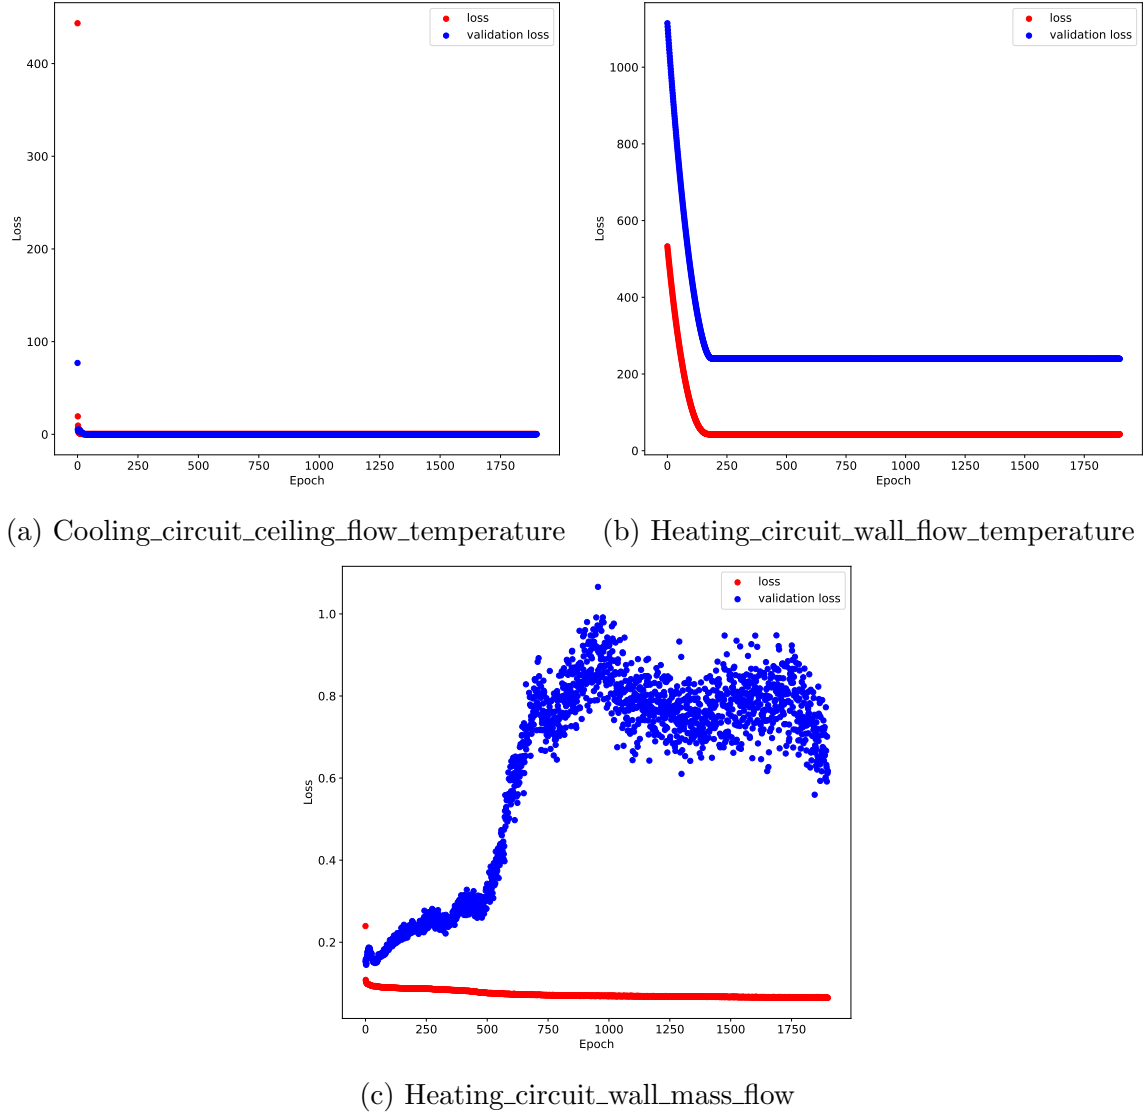 loss
validation loss
400
300
200
100
0
Loss
0
250
500
750
1000
1250
1500
1750
Epoch
(a) Cooling_circuit_ceiling_flow_temperature
loss
validation loss
1000
800
600
400
200
0
Loss
0
250
500
750
1000
1250
1500
1750
Epoch
(b) Heating_circuit_wall_flow_temperature
loss
validation loss
1.0
0.8
0.6
0.4
0.2
Loss
0
250
500
750
1000
1250
1500
1750
Epoch
(c) Heating_circuit_wall_mass_flow